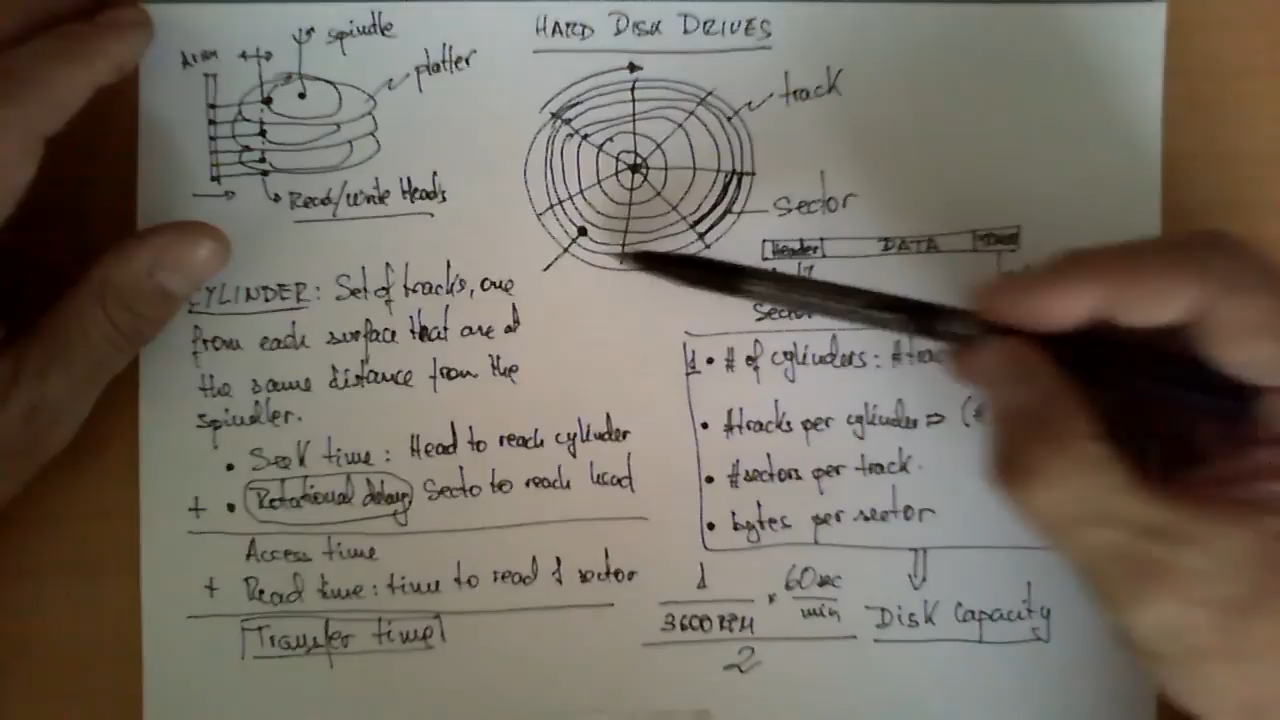 HARD DISK DRIVES
Arm
spindle
platter
Read/Write Heads
track
sector
Header DATA
CYLINDER: Set of tracks, one
from each surface that are at
the same distance from the
spindler.
• Seek time: Head to reach cylinder
+ • Rotational delay Secto to reach head
Access time
+ Read time: time to read 1 sector
Transfer time
• # of cylinders:
• #tracks per cylinder ⇒
• #sectors per track.
• bytes per sector
Disk Capacity
1
3600 RPM
* 60 sec
min
2